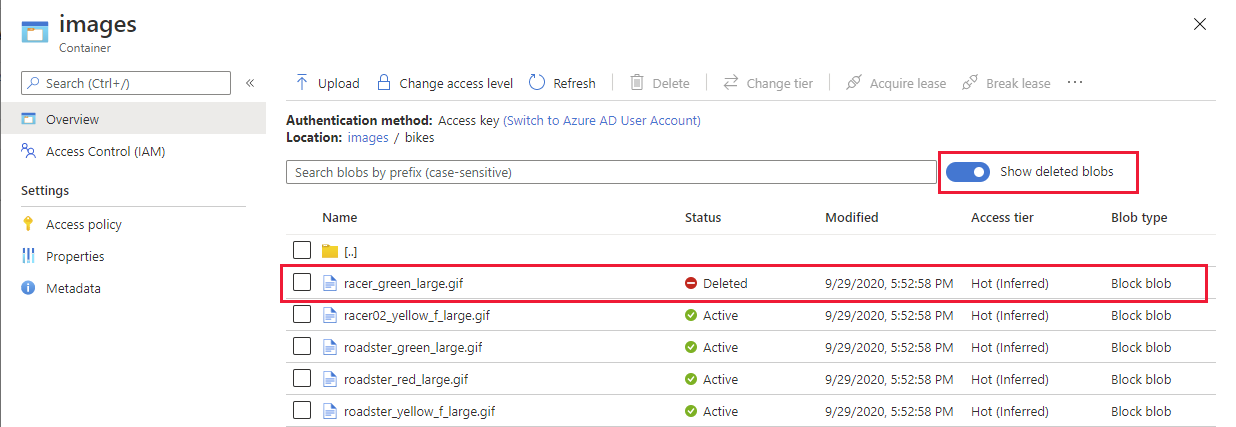 images
Container
Search (Ctrl+/)
«
Overview
Access Control (IAM)
Settings
Access policy
Properties
Metadata
Upload Change access level Refresh Delete Change tier Acquire lease Break lease ···
Authentication method: Access key (Switch to Azure AD User Account)
Location: images / bikes
Search blobs by prefix (case-sensitive) Show deleted blobs
Name Status Modified Access tier Blob type
[..]
racer_green_large.gif Deleted 9/29/2020, 5:52:58 PM Hot (Inferred) Block blob
racer02_yellow_f_large.gif Active 9/29/2020, 5:52:58 PM Hot (Inferred) Block blob
roadster_green_large.gif Active 9/29/2020, 5:52:58 PM Hot (Inferred) Block blob
roadster_red_large.gif Active 9/29/2020, 5:52:58 PM Hot (Inferred) Block blob
roadster_yellow_f_large.gif Active 9/29/2020, 5:52:58 PM Hot (Inferred) Block blob